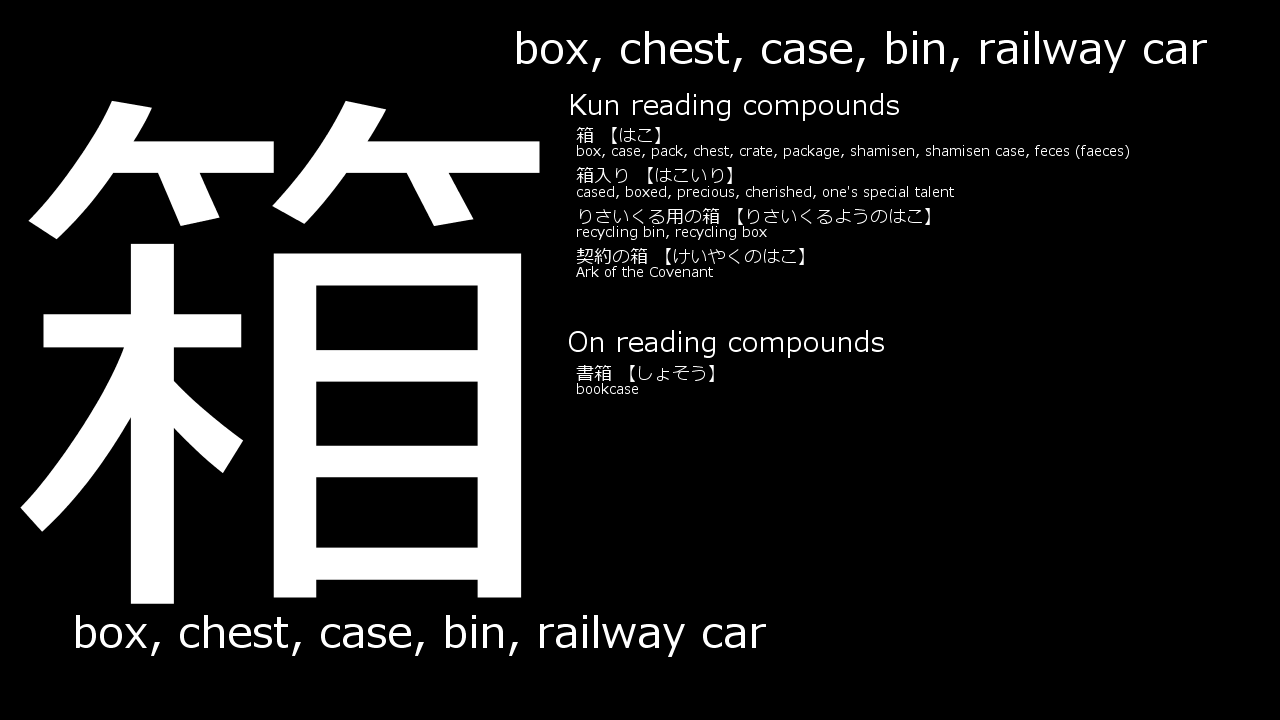 box, chest, case, bin, railway car
箱
Kun reading compounds
箱 【はこ】
box, case, pack, chest, crate, package, shamisen, shamisen case, feces (faeces)
箱入り 【はこいり】
cased, boxed, precious, cherished, one's special talent
りさいくる用の箱 【りさいくるようのはこ】
recycling bin, recycling box
契約の箱 【けいやくのはこ】
Ark of the Covenant
On reading compounds
書箱 【しょそう】
bookcase
box, chest, case, bin, railway car